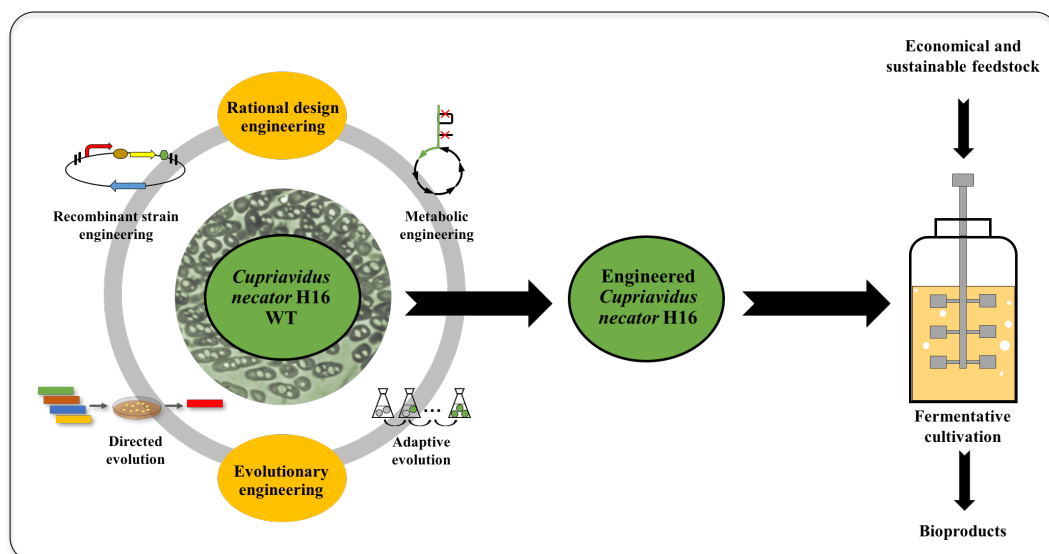 Rational design
engineering
Recombinant strain
engineering
Metabolic
engineering
Cupriavidus
necator H16
WT
Directed
evolution
...
Adaptive
evolution
Evolutionary
engineering
Engineered
Cupriavidus
necator H16
Economical and
sustainable feedstock
Fermentative
cultivation
Bioproducts